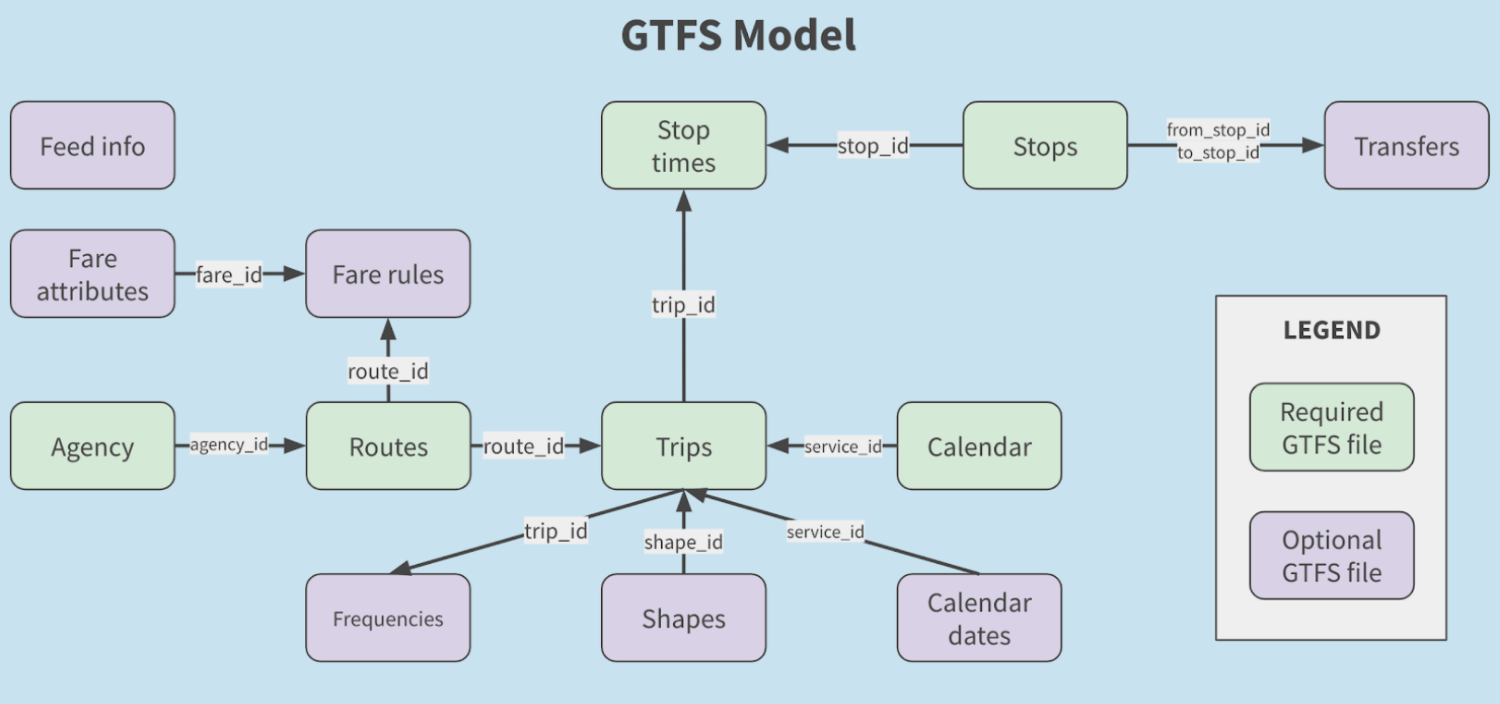 GTFS Model
Feed info
Stop
times
stop_id
Stops
from_stop_id
to_stop_id
Transfers
Fare
attributes
fare_id
Fare rules
trip_id
route_id
Agency
agency_id
Routes
route_id
Trips
service_id
Calendar
trip_id
shape_id
service_id
Frequencies
Shapes
Calendar
dates
LEGEND
Required
GTFS file
Optional
GTFS file